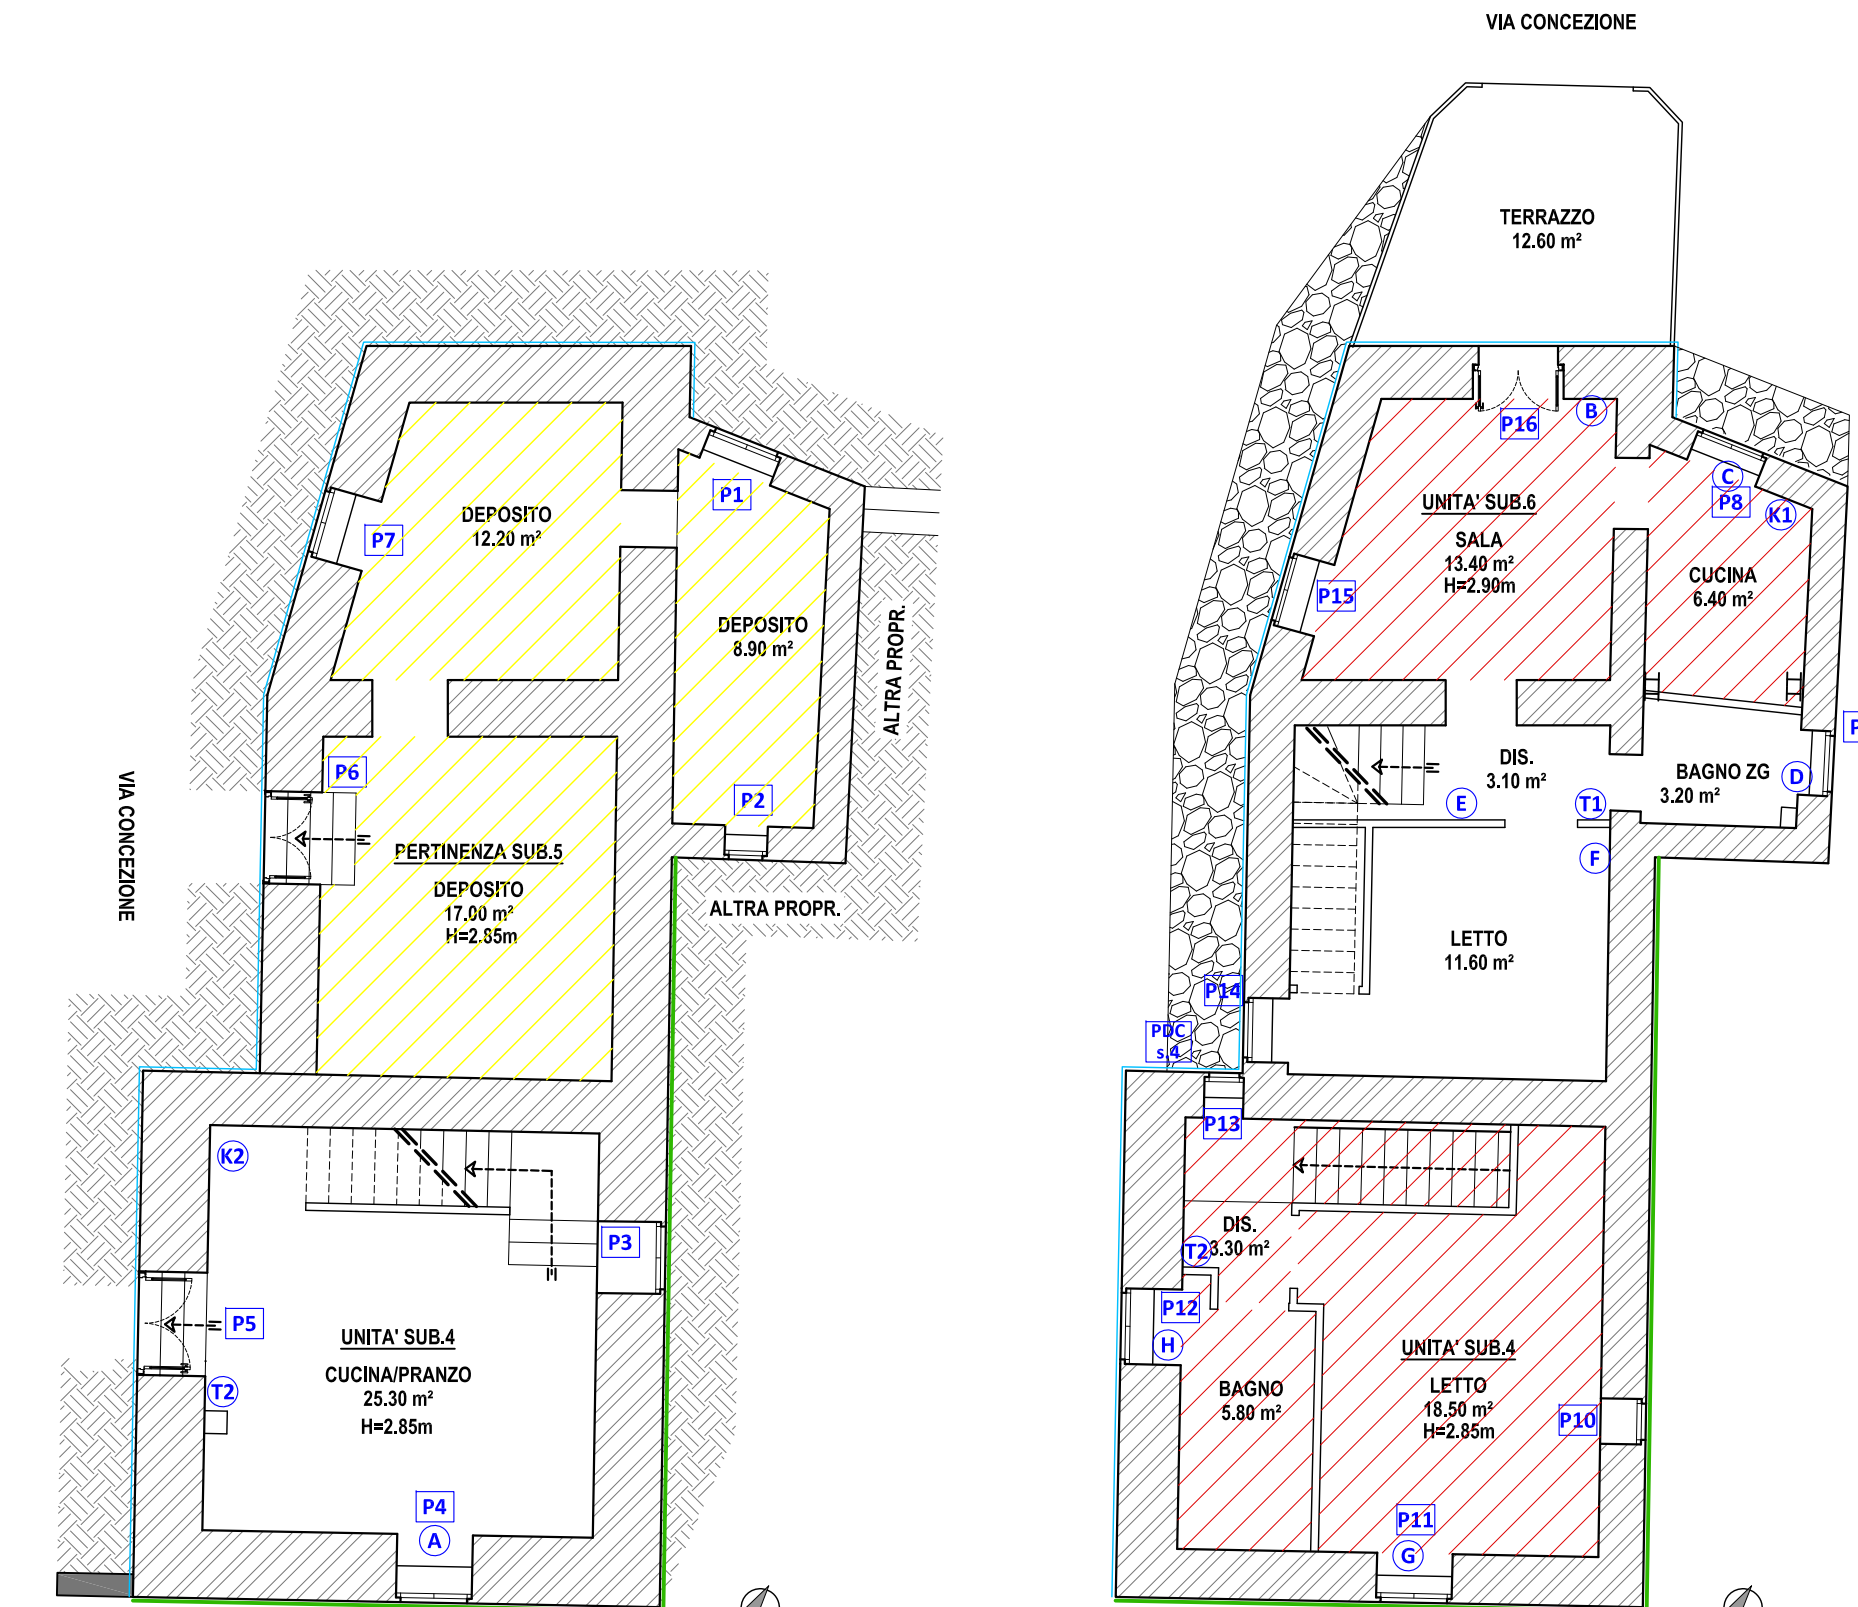 VIA CONCEZIONE
TERRAZZO
12.60 m²
P1
DEPOSITO
12.20 m²
P7
DEPOSITO
8.90 m²
ALTRA PROPR.
P6
P2
VIA CONCEZIONE
PERTINENZA SUB.5
DEPOSITO
17.00 m²
H=2.85m
ALTRA PROPR.
K2
P3
P5
UNITA' SUB.4
CUCINA/PRANZO
25.30 m²
H=2.85m
T2
P4
A
B
P16
C
P8
K1
UNITA' SUB.6
SALA
13.40 m²
H=2.90m
P15
CUCINA
6.40 m²
P
DIS.
3.10 m²
BAGNO ZG
3.20 m²
D
E
T1
F
LETTO
11.60 m²
P14
PDC
s.4
P13
DIS.
3.30 m²
T2
P12
H
UNITA' SUB.4
LETTO
18.50 m²
H=2.85m
BAGNO
5.80 m²
P10
P11
G